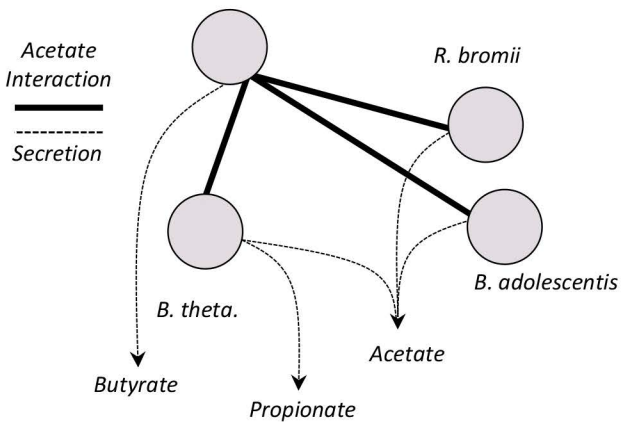 Acetate
Interaction
Secretion
R. bromii
B. adolescentis
B. theta.
Acetate
Butyrate
Propionate